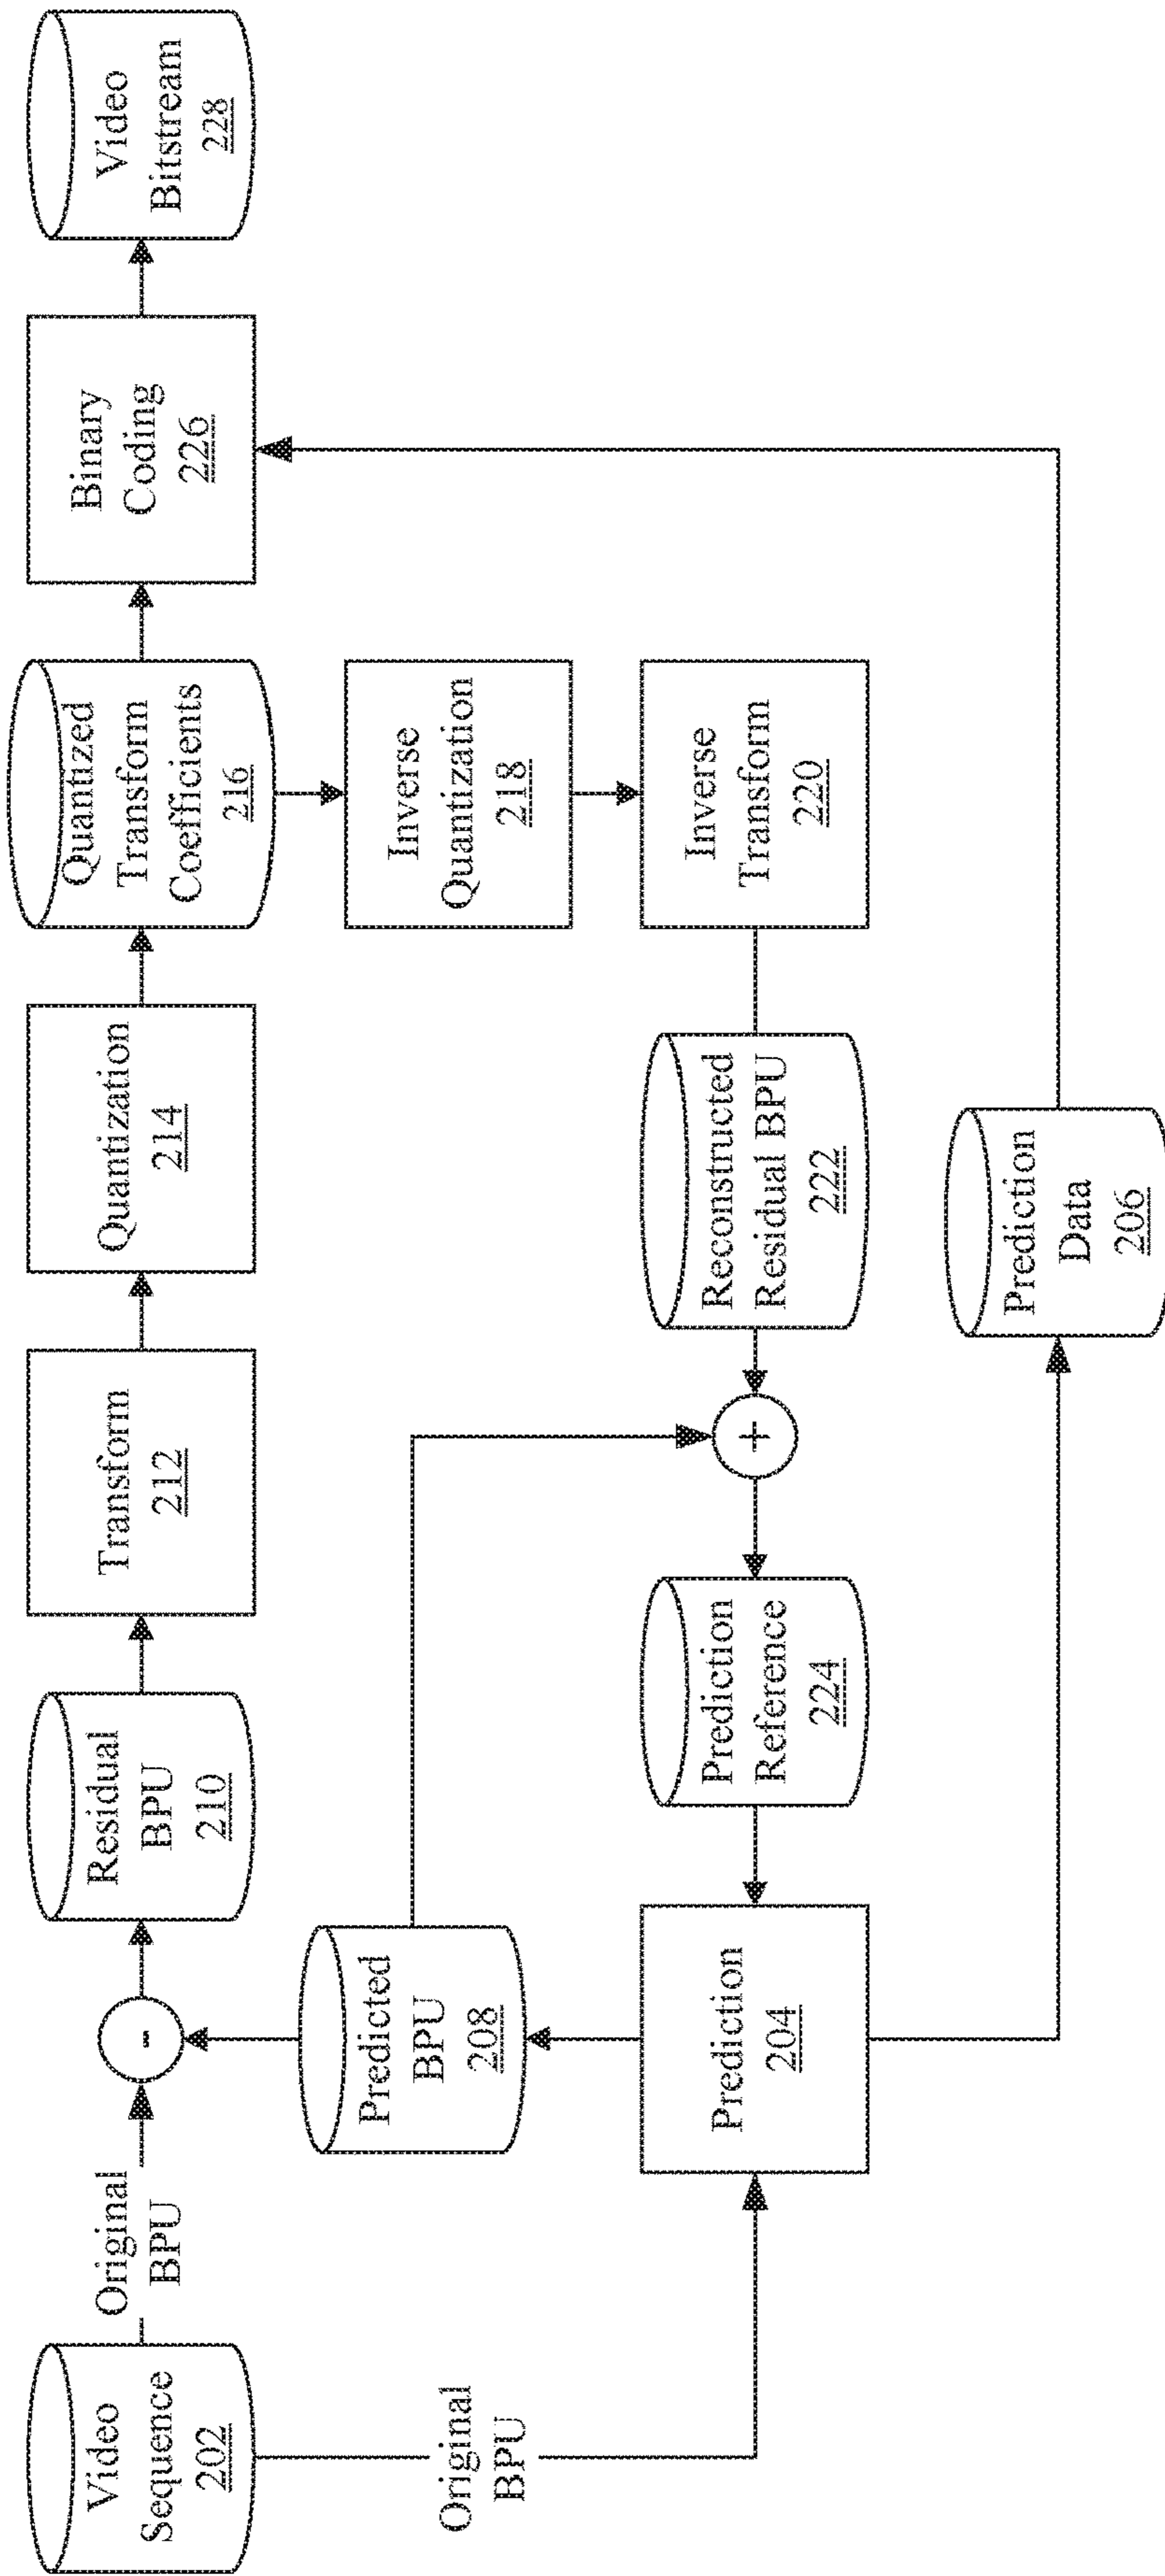 Video
Sequence
202
Original
BPU
-
Residual
BPU
210
Transform
212
Quantization
214
Quantized
Transform
Coefficients
216
Binary
Coding
226
Video
Bitstream
228
Original
BPU
Predicted
BPU
208
Inverse
Quantization
218
Prediction
204
Prediction
Reference
224
+
Reconstructed
Residual BPU
222
Inverse
Transform
220
Prediction
Data
206